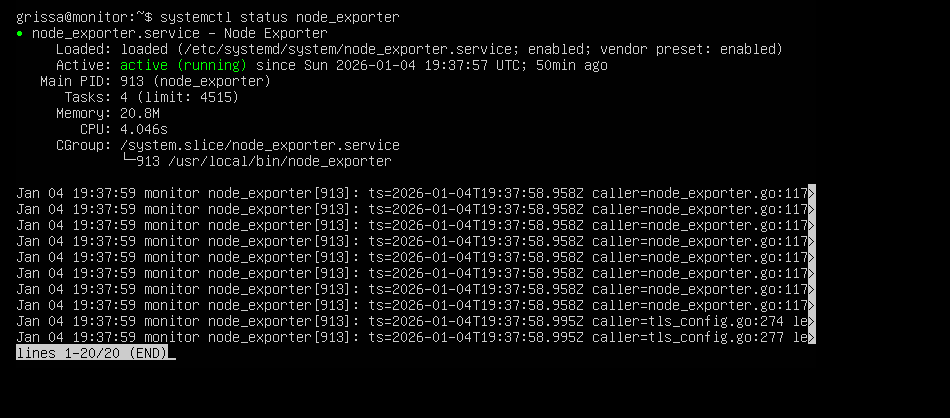 grissa@monitor:~$ systemctl status node_exporter
● node_exporter.service - Node Exporter
     Loaded: loaded (/etc/systemd/system/node_exporter.service; enabled; vendor preset: enabled)
     Active: active (running) since Sun 2026-01-04 19:37:57 UTC; 50min ago
   Main PID: 913 (node_exporter)
      Tasks: 4 (limit: 4515)
     Memory: 20.8M
        CPU: 4.046s
     CGroup: /system.slice/node_exporter.service
             └─913 /usr/local/bin/node_exporter

Jan 04 19:37:59 monitor node_exporter[913]: ts=2026-01-04T19:37:58.958Z caller=node_exporter.go:117>
Jan 04 19:37:59 monitor node_exporter[913]: ts=2026-01-04T19:37:58.958Z caller=node_exporter.go:117>
Jan 04 19:37:59 monitor node_exporter[913]: ts=2026-01-04T19:37:58.958Z caller=node_exporter.go:117>
Jan 04 19:37:59 monitor node_exporter[913]: ts=2026-01-04T19:37:58.958Z caller=node_exporter.go:117>
Jan 04 19:37:59 monitor node_exporter[913]: ts=2026-01-04T19:37:58.958Z caller=node_exporter.go:117>
Jan 04 19:37:59 monitor node_exporter[913]: ts=2026-01-04T19:37:58.958Z caller=node_exporter.go:117>
Jan 04 19:37:59 monitor node_exporter[913]: ts=2026-01-04T19:37:58.958Z caller=node_exporter.go:117>
Jan 04 19:37:59 monitor node_exporter[913]: ts=2026-01-04T19:37:58.958Z caller=node_exporter.go:117>
Jan 04 19:37:59 monitor node_exporter[913]: ts=2026-01-04T19:37:58.995Z caller=tls_config.go:274 le>
Jan 04 19:37:59 monitor node_exporter[913]: ts=2026-01-04T19:37:58.995Z caller=tls_config.go:277 le>
lines 1-20/20 (END)